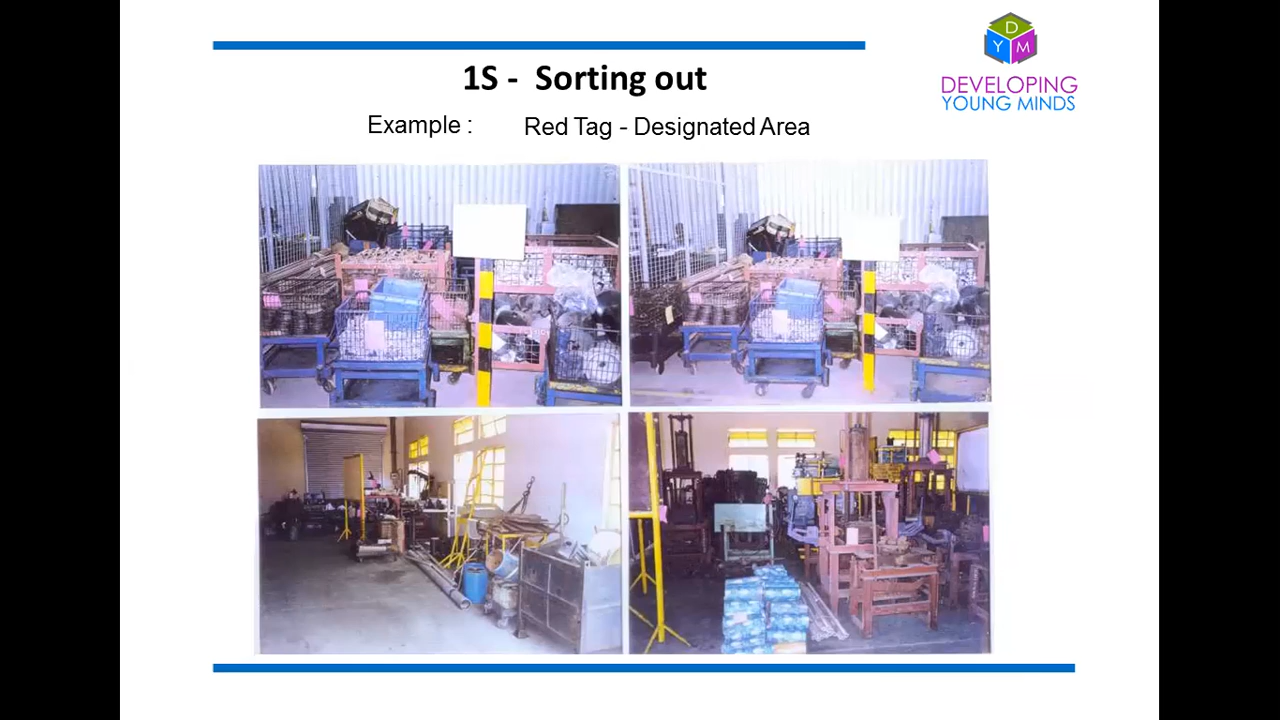 1S - Sorting out
Example : Red Tag - Designated Area
D
Y M
DEVELOPING
YOUNG MINDS